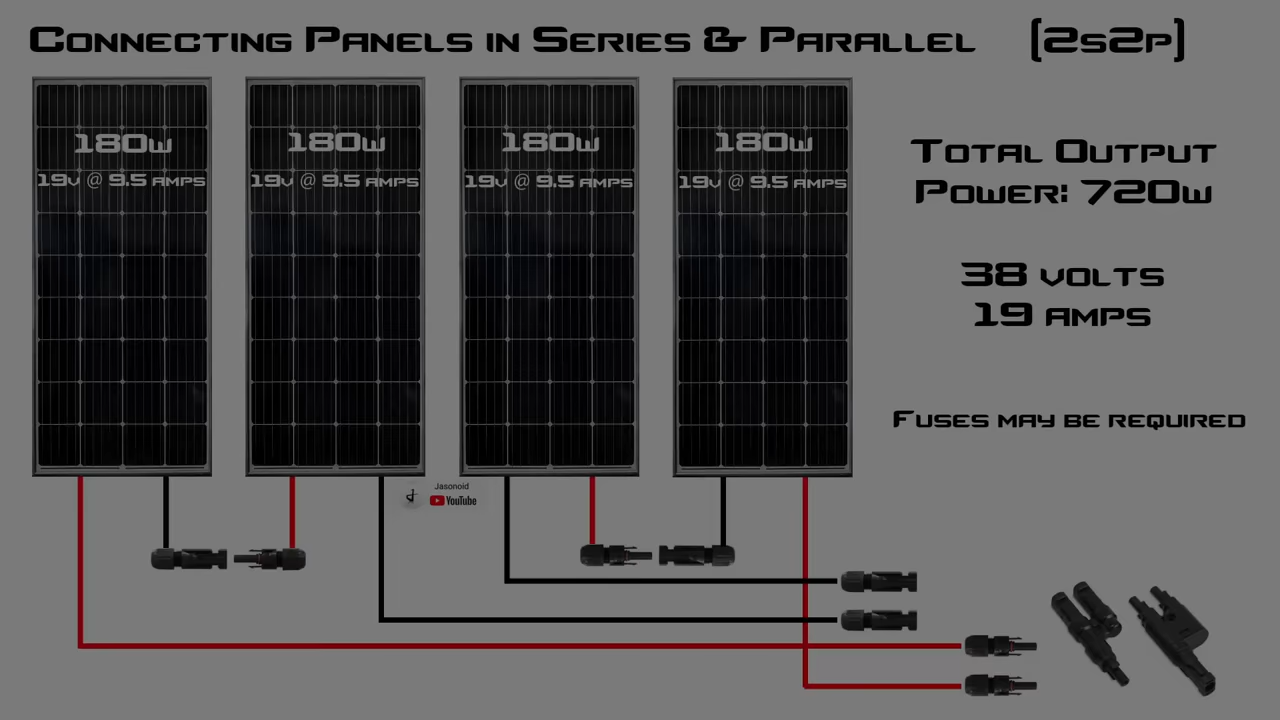 Connecting Panels in Series & Parallel [2s2p]
180w 180w 180w 180w
19v @ 9.5 amps 19v @ 9.5 amps 19v @ 9.5 amps 19v @ 9.5 amps
Total Output
Power: 720w
38 volts
19 amps
Fuses may be required
Jasonoid
YouTube